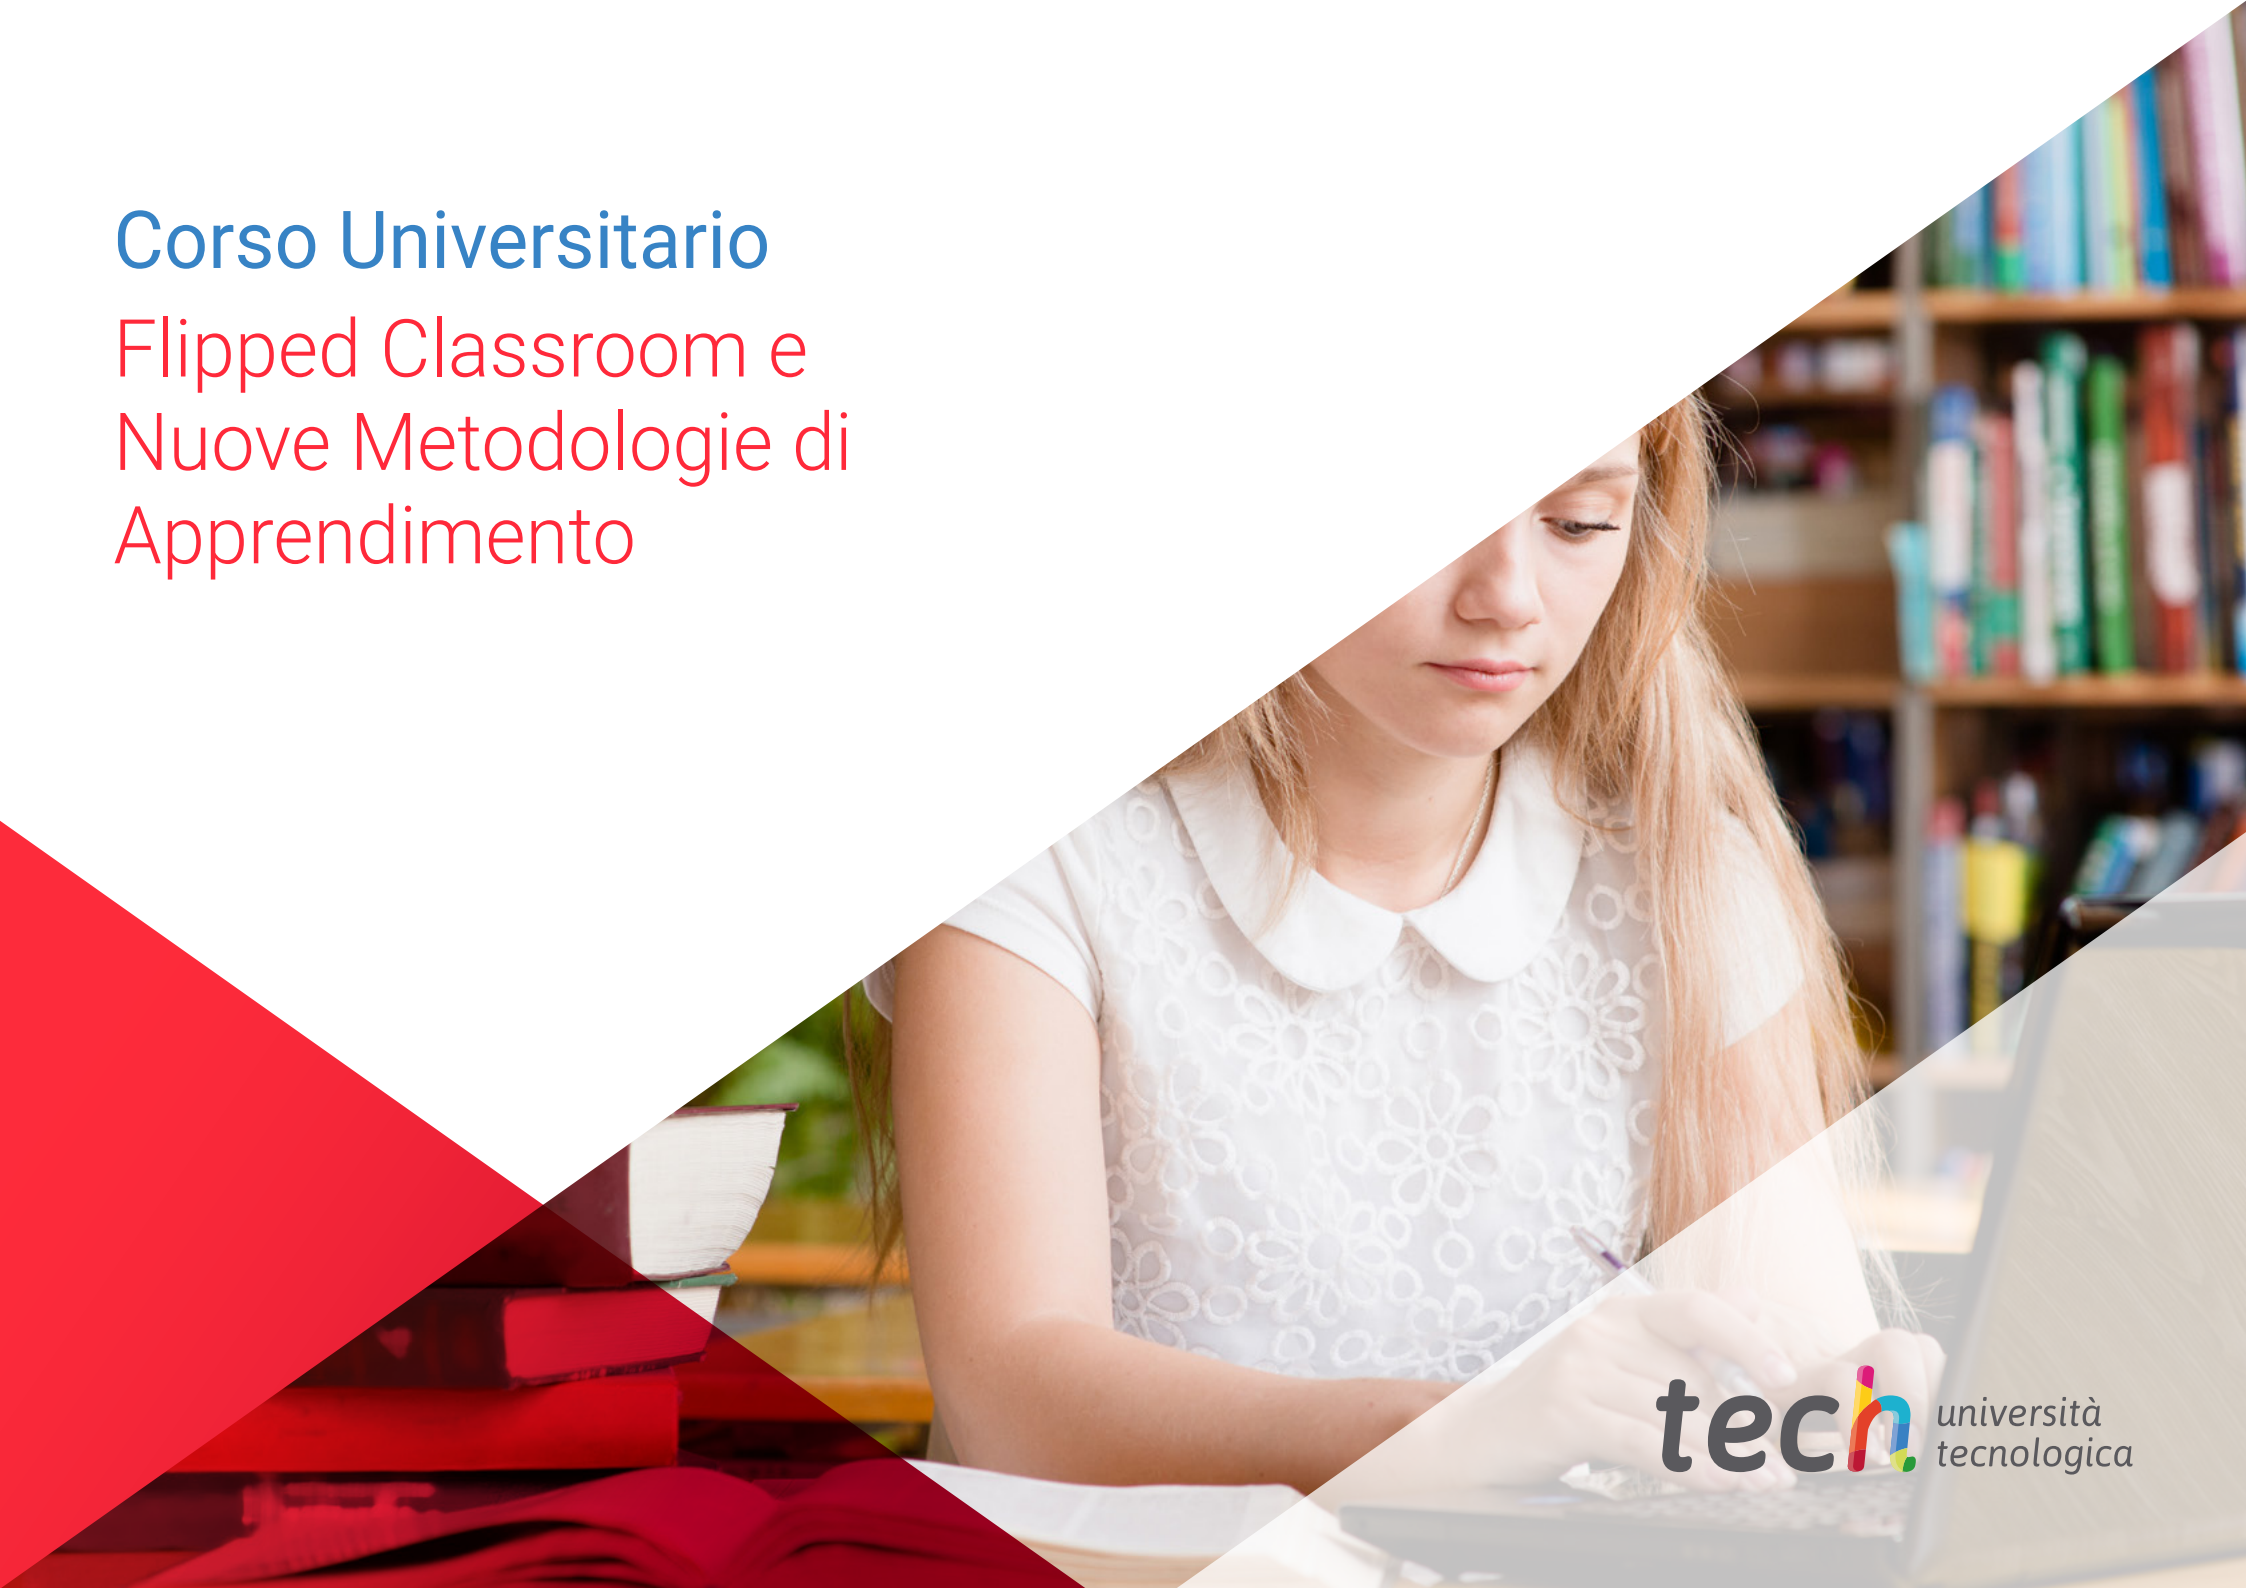 Corso Universitario
Flipped Classroom e
Nuove Metodologie di
Apprendimento
tech università
tecnologica